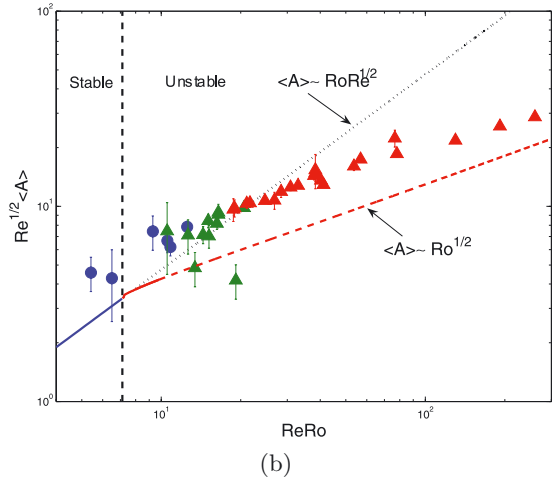 10²
Stable
Unstable
<A>~ RoRe^1/2
Re^1/2<A>
10¹
<A>~ Ro^1/2
10⁰
10¹
10²
ReRo
(b)